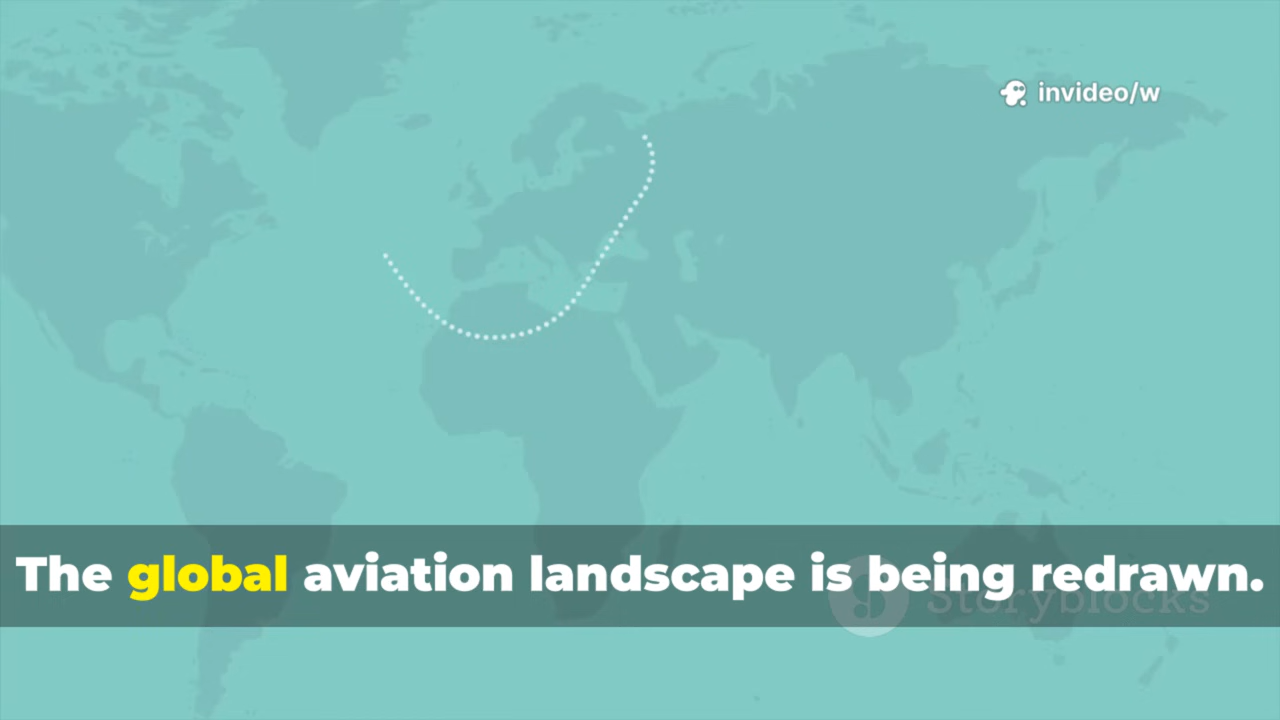 invideo/w
The global aviation landscape is being redrawn.
Storyblocks